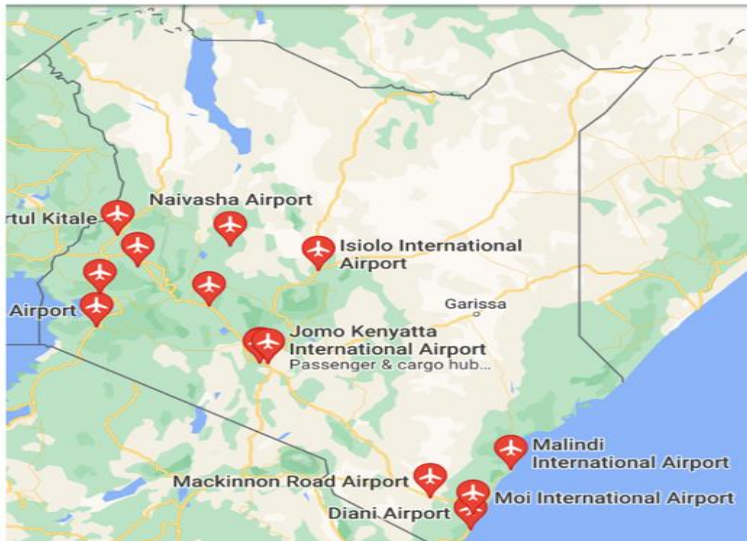 Naivasha Airport
rtul Kitale
Isiolo International
Airport
Airport
Garissa
Jomo Kenyatta
International Airport
Passenger & cargo hub...
Malindi
International Airport
Mackinnon Road Airport
Moi International Airport
Diani Airport